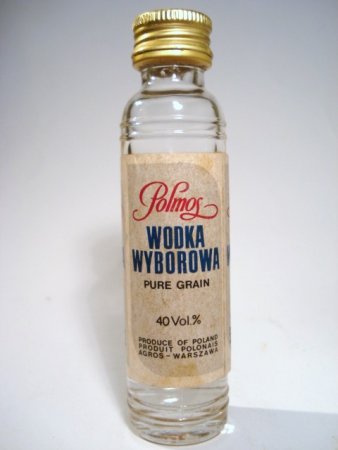 Polmos
WODKA
WYBOROWA
PURE GRAIN
40 Vol.%
PRODUCE OF POLAND
PRODUIT POLONAIS
AGROS - WARSZAWA